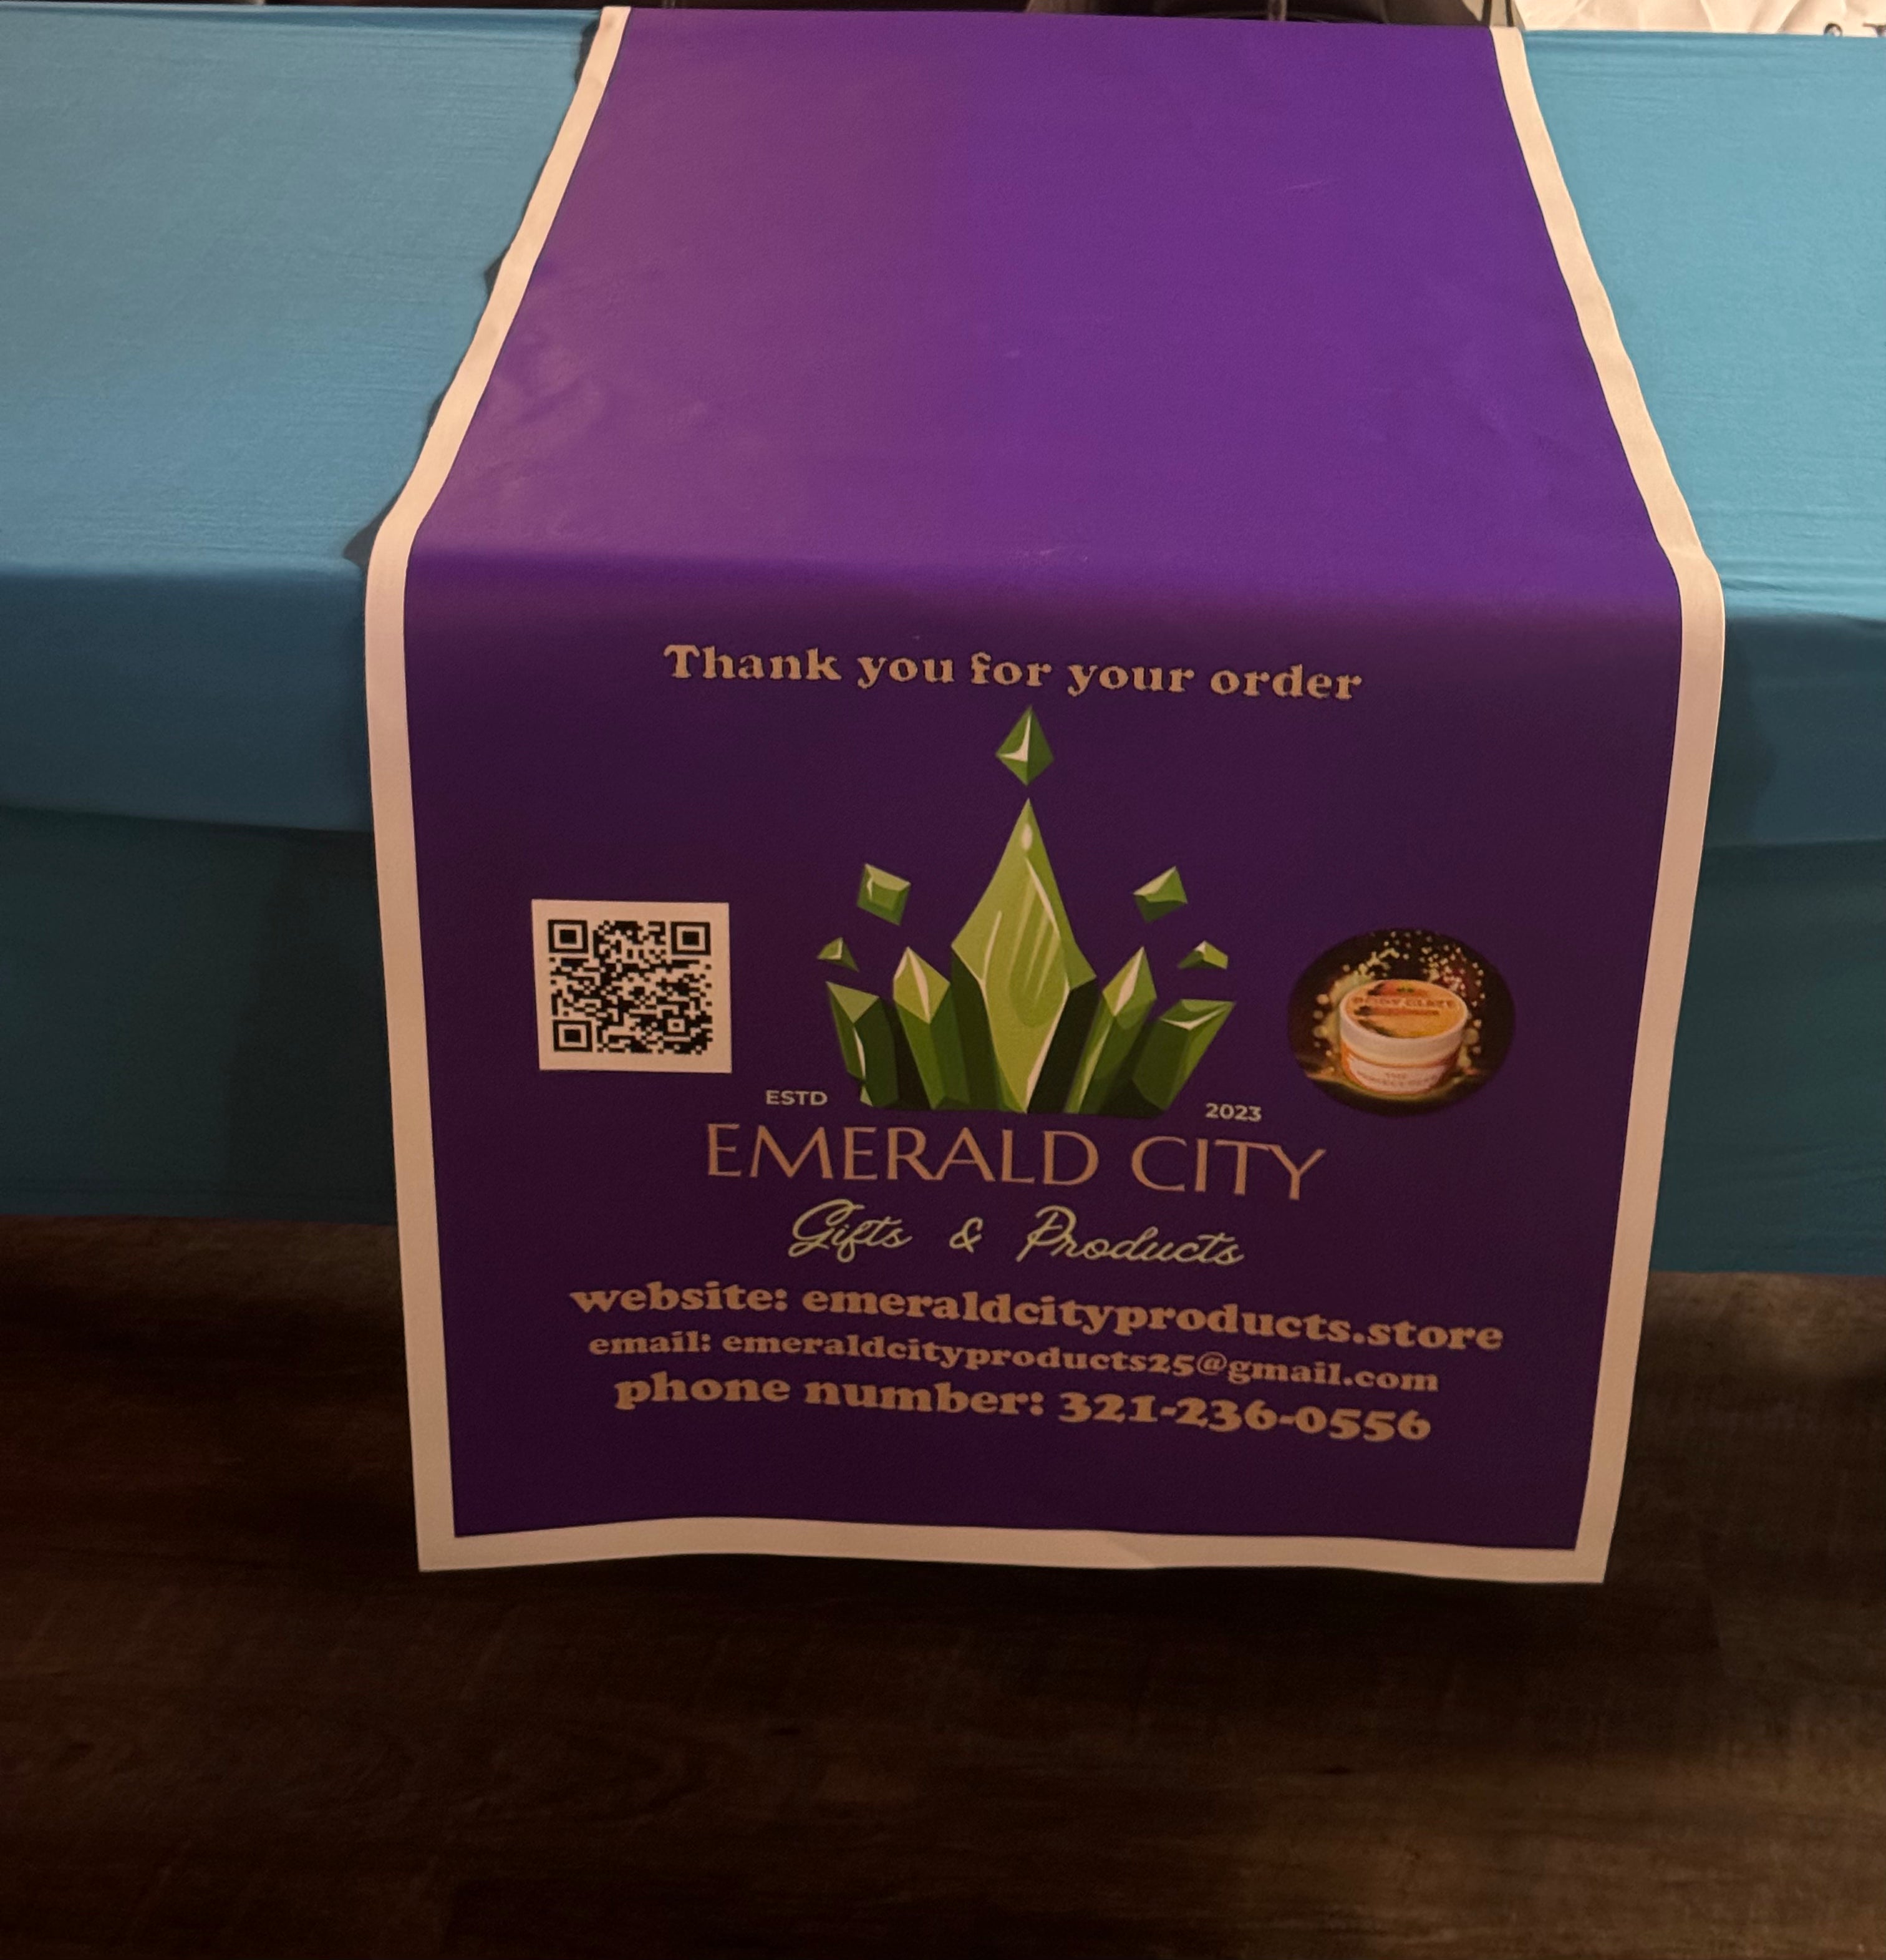 Thank you for your order
ESTD 2023
EMERALD CITY
Gifts & Products
website: emeraldcityproducts.store
email: emeraldcityproducts25@gmail.com
phone number: 321-236-0556